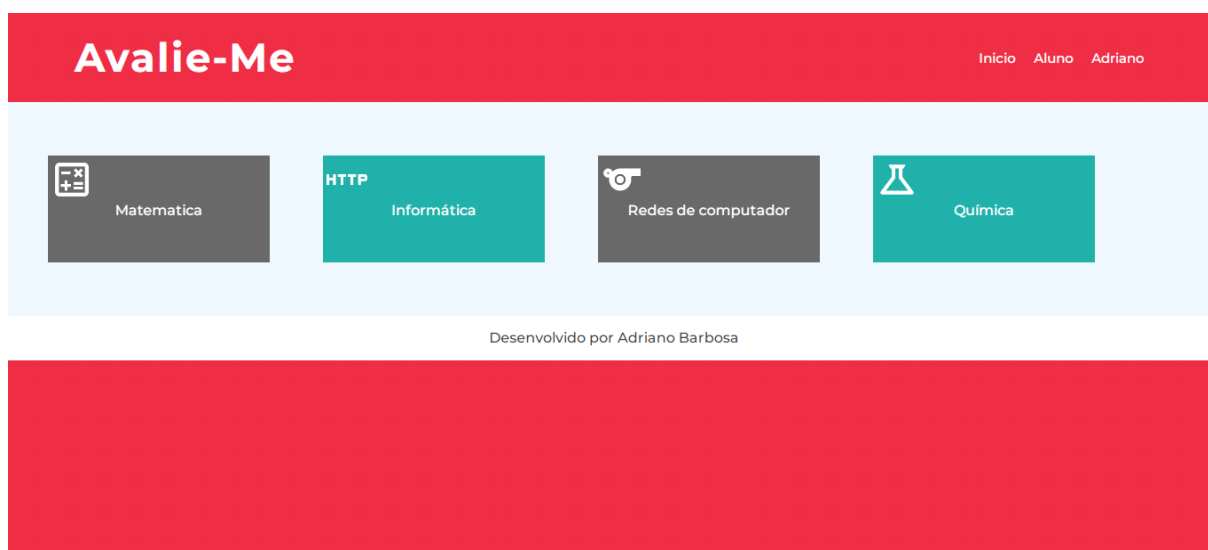 Avalie-Me
Inicio Aluno Adriano
Matematica
HTTP
Informática
Redes de computador
Química
Desenvolvido por Adriano Barbosa